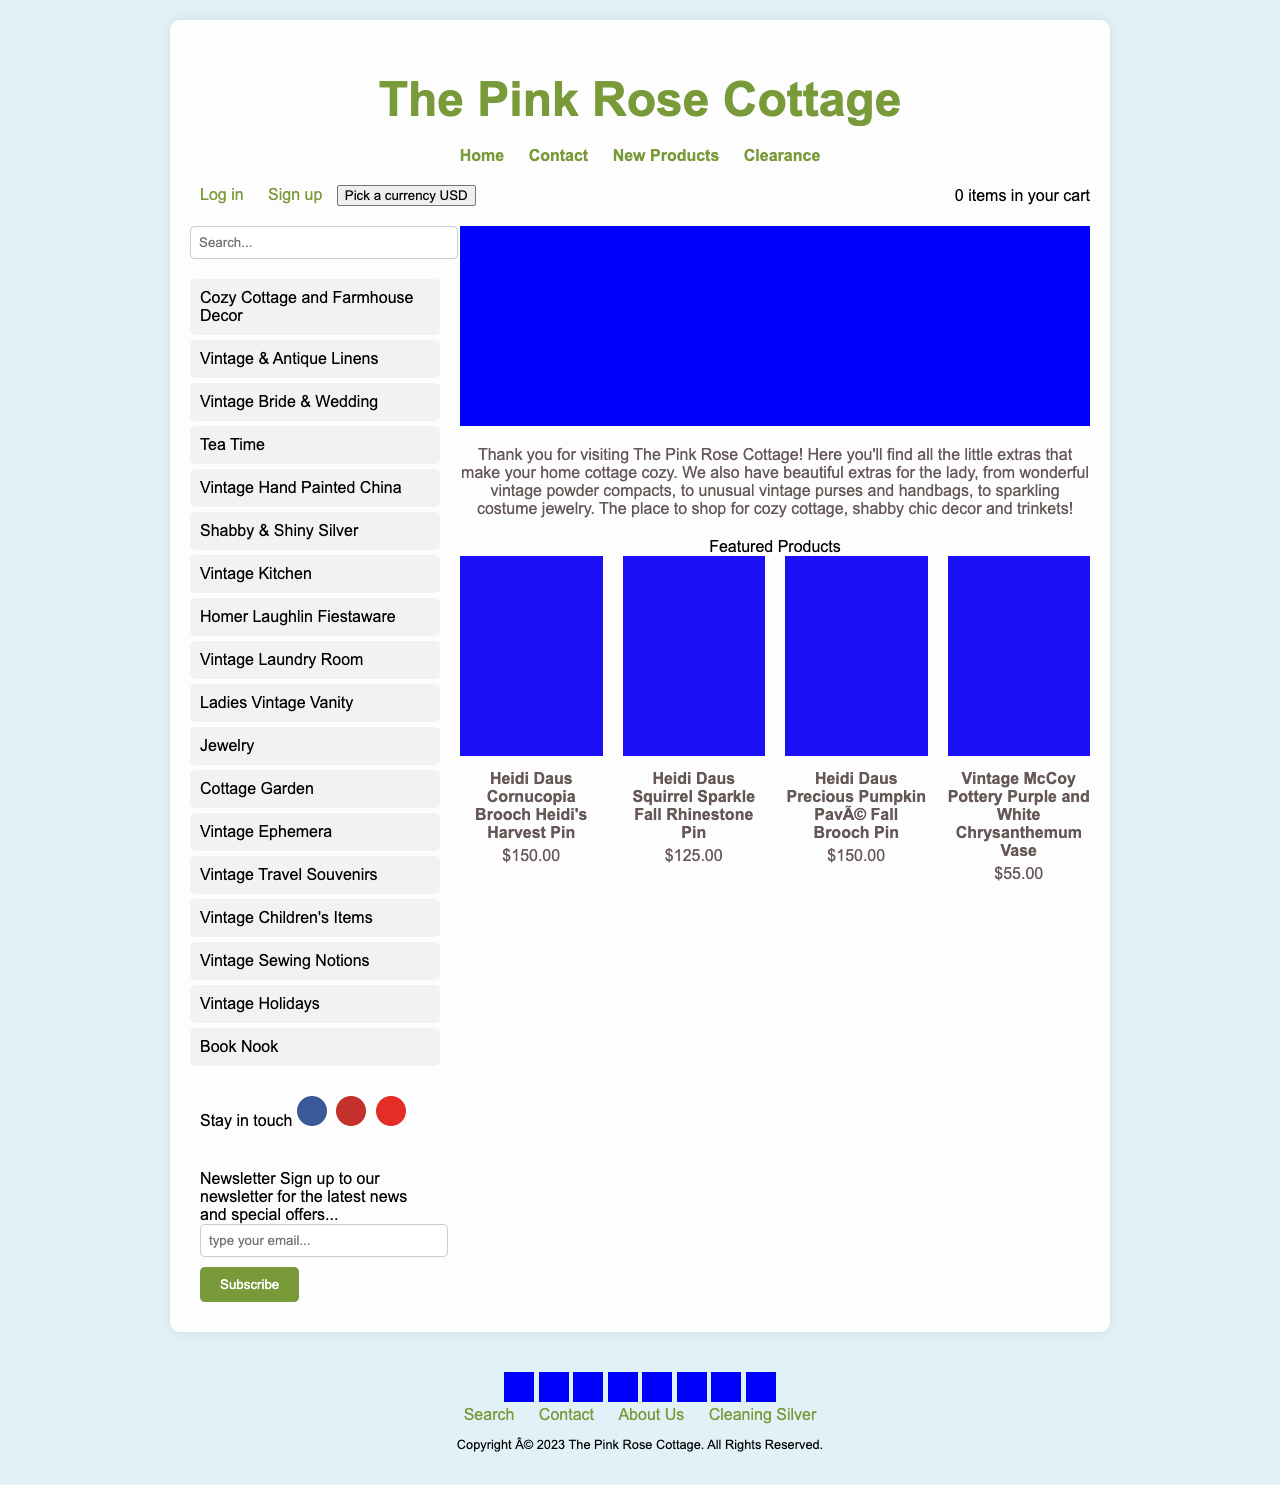 The Pink Rose Cottage
Home Contact New Products Clearance
Log in Sign up Pick a currency USD 0 items in your cart
Search...
Cozy Cottage and Farmhouse
Decor
Vintage & Antique Linens
Vintage Bride & Wedding
Tea Time
Vintage Hand Painted China
Shabby & Shiny Silver
Vintage Kitchen
Homer Laughlin Fiestaware
Vintage Laundry Room
Ladies Vintage Vanity
Jewelry
Cottage Garden
Vintage Ephemera
Vintage Travel Souvenirs
Vintage Children's Items
Vintage Sewing Notions
Vintage Holidays
Book Nook
Stay in touch
Newsletter Sign up to our
newsletter for the latest news
and special offers...
type your email...
Subscribe
Thank you for visiting The Pink Rose Cottage! Here you'll find all the little extras that
make your home cottage cozy. We also have beautiful extras for the lady, from wonderful
vintage powder compacts, to unusual vintage purses and handbags, to sparkling
costume jewelry. The place to shop for cozy cottage, shabby chic decor and trinkets!
Featured Products
Heidi Daus
Cornucopia
Brooch Heidi's
Harvest Pin
$150.00
Heidi Daus
Squirrel Sparkle
Fall Rhinestone
Pin
$125.00
Heidi Daus
Precious Pumpkin
PavÃ© Fall
Brooch Pin
$150.00
Vintage McCoy
Pottery Purple and
White
Chrysanthemum
Vase
$55.00
Search Contact About Us Cleaning Silver
Copyright Â© 2023 The Pink Rose Cottage. All Rights Reserved.